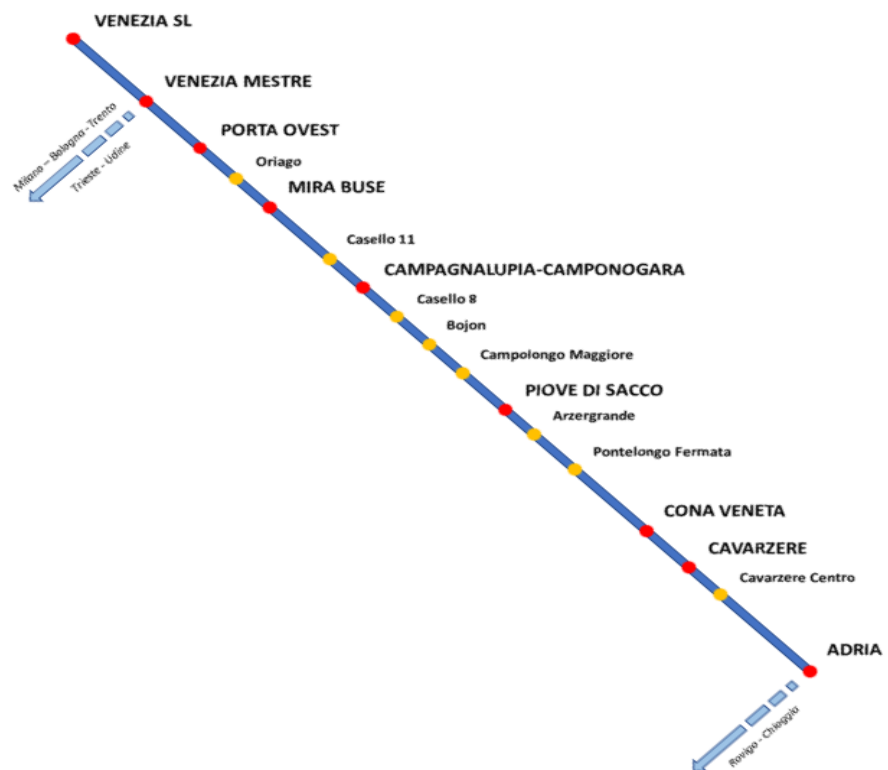 VENEZIA SL
VENEZIA MESTRE
Milano – Bologna - Trento
Trieste - Udine
PORTA OVEST
Oriago
MIRA BUSE
Casello 11
CAMPAGNALUPIA-CAMPONOGARA
Casello 8
Bojon
Campolongo Maggiore
PIOVE DI SACCO
Arzergrande
Pontelongo Fermata
CONA VENETA
CAVARZERE
Cavarzere Centro
ADRIA
Rovigo - Chioggia